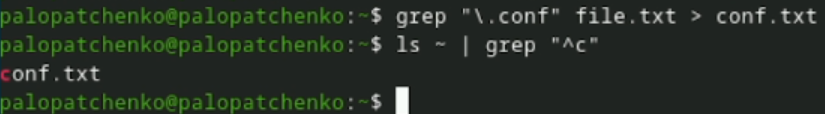 palopatchenko@palopatchenko:~$ grep "\.conf" file.txt > conf.txt
palopatchenko@palopatchenko:~$ ls ~ | grep "^c"
conf.txt
palopatchenko@palopatchenko:~$